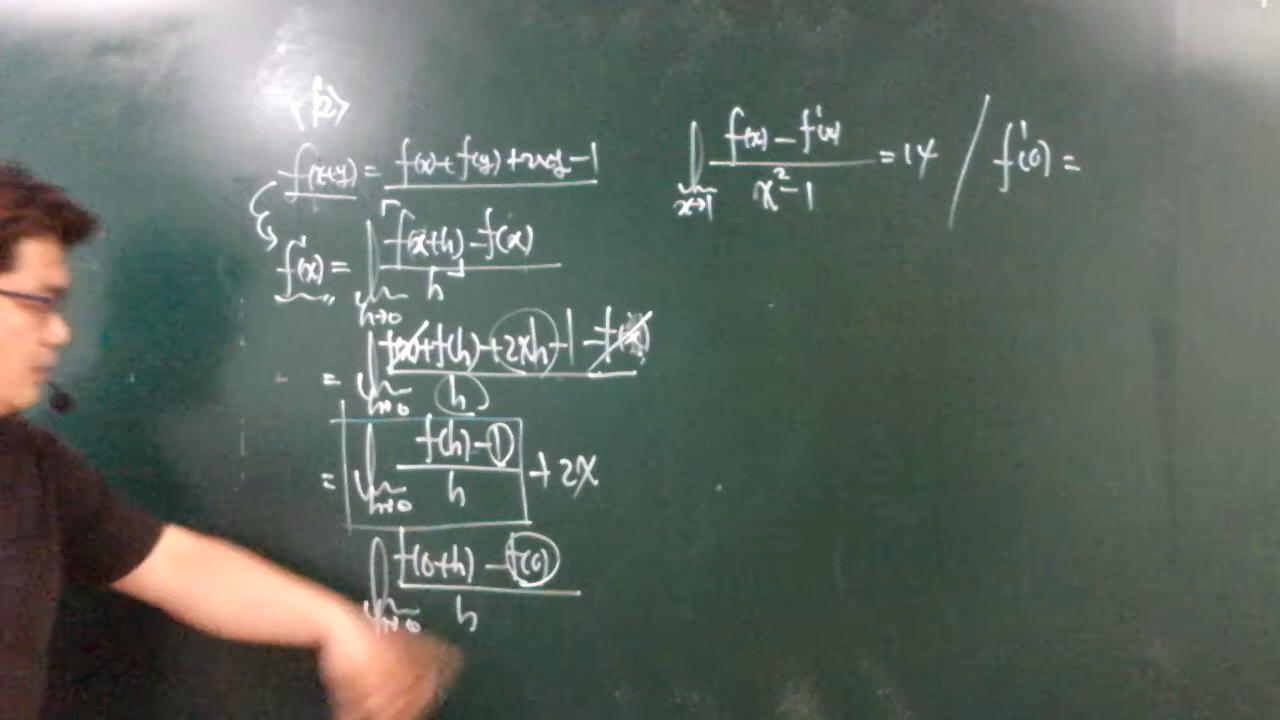 <12>
f(x+y) = f(x)+f(y)+2xy-1
f'(x) = lim h→0 f(x+h)-f(x) / h
= lim h→0 f(x)+f(h)+2xh-1-f(x) / h
= lim h→0 f(h)-1 / h + 2x
lim h→0 f(0+h)-f(0) / h
lim x→1 f(x)-f'(x) / x²-1 = 14 / f'(0) =